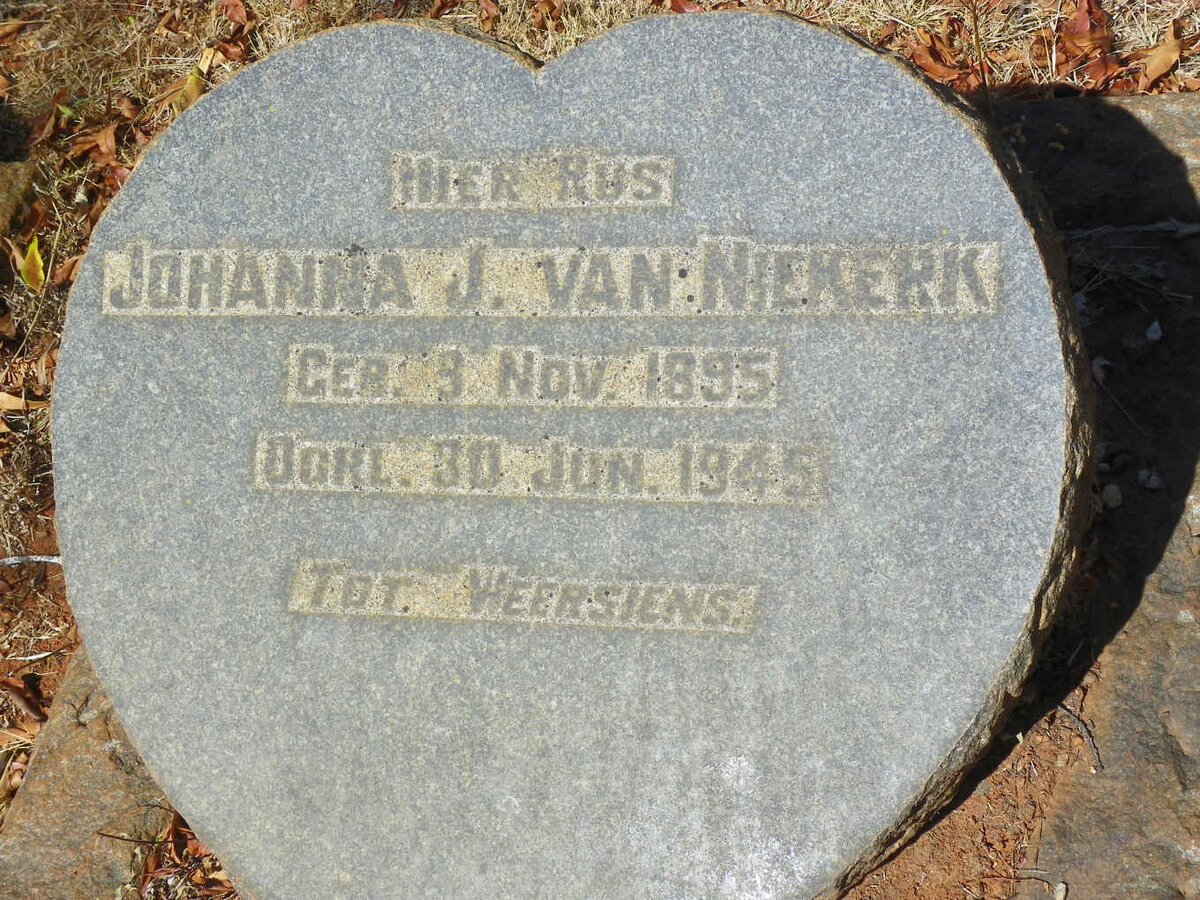 HIER RUS
JOHANNA J. VAN NIEKERK
GEB. 3 NOV. 1895
OORL. 30 JUN. 1945
TOT WEERSIENS.